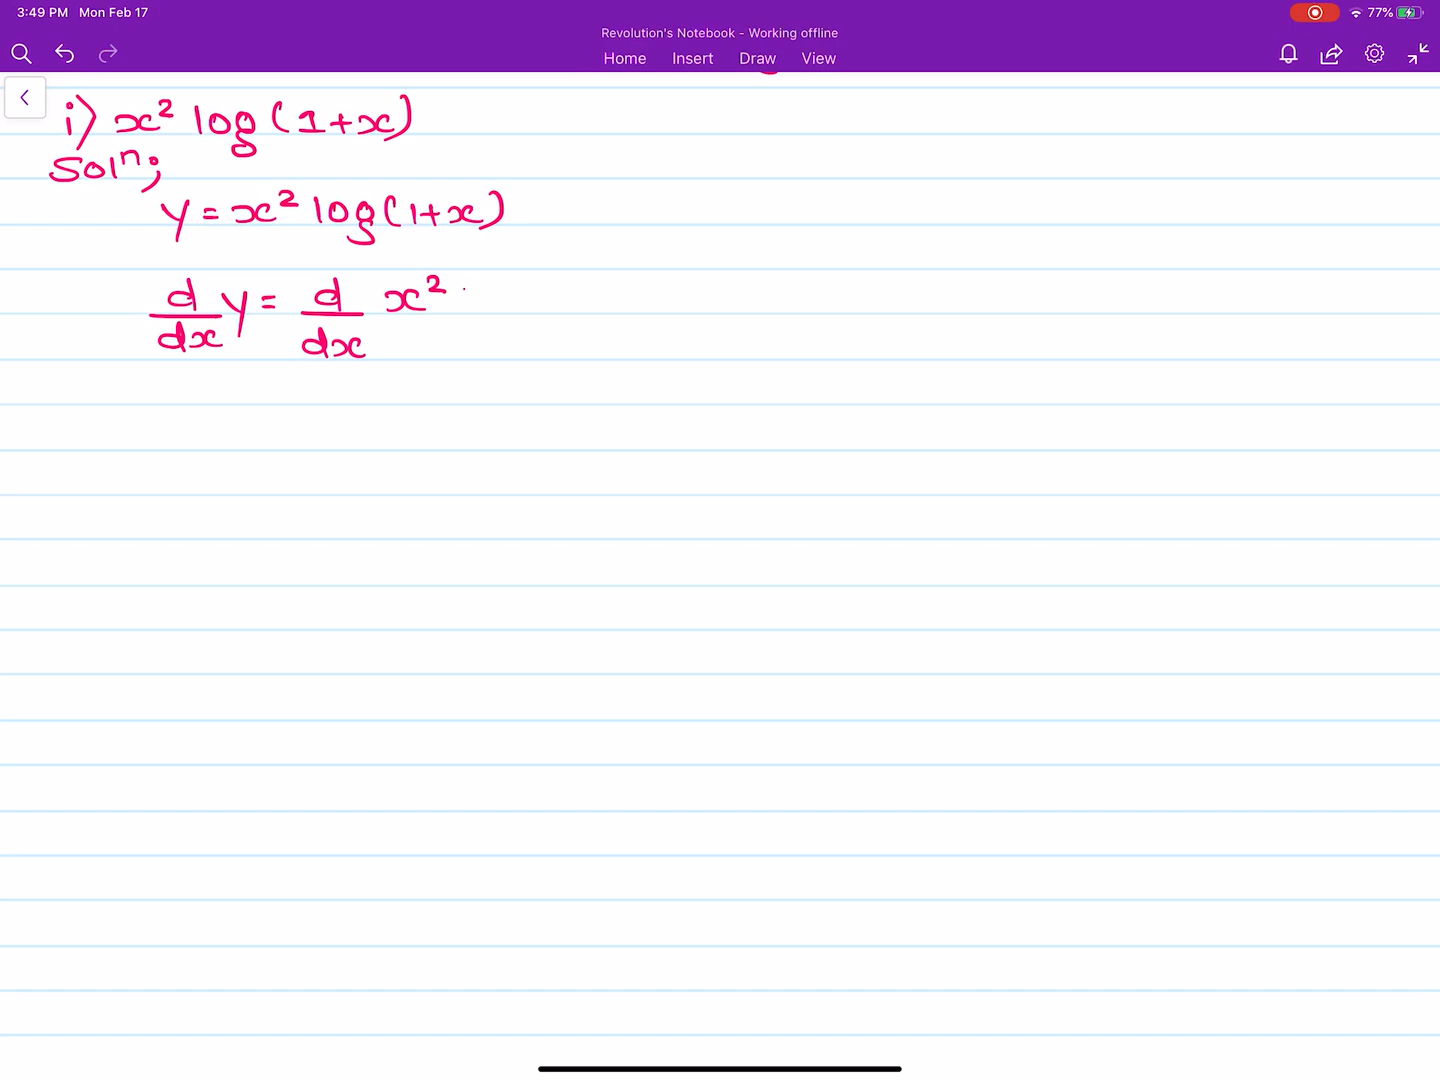 3:49 PM Mon Feb 17 77%
Revolution's Notebook - Working offline
Home Insert Draw View
i) x² log(1+x)
Solⁿ;
y = x² log(1+x)
d/dx y = d/dx x² .